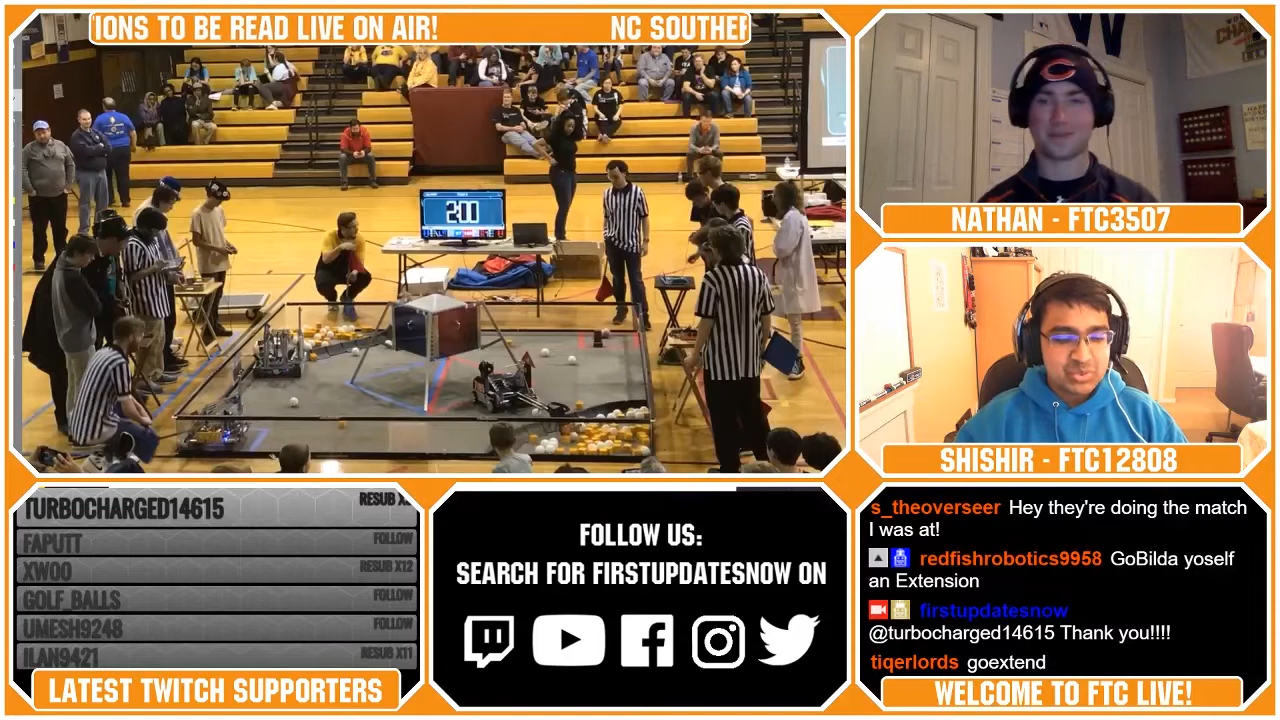 IONS TO BE READ LIVE ON AIR!
NC SOUTHER
2:00
NATHAN - FTC3507
SHISHIR - FTC12808
TURBOCHARGED14615
FAPUTT FOLLOW
XWOO RESUB X12
GOLF_BALLS FOLLOW
UMESH9248 FOLLOW
ILAN9421 RESUB X11
LATEST TWITCH SUPPORTERS
FOLLOW US:
SEARCH FOR FIRSTUPDATESNOW ON
s_theoverseer Hey they're doing the match
I was at!
redfishrobotics9958 GoBilda yoself
an Extension
firstupdatesnow
@turbocharged14615 Thank you!!!!
tiqerlords goextend
WELCOME TO FTC LIVE!